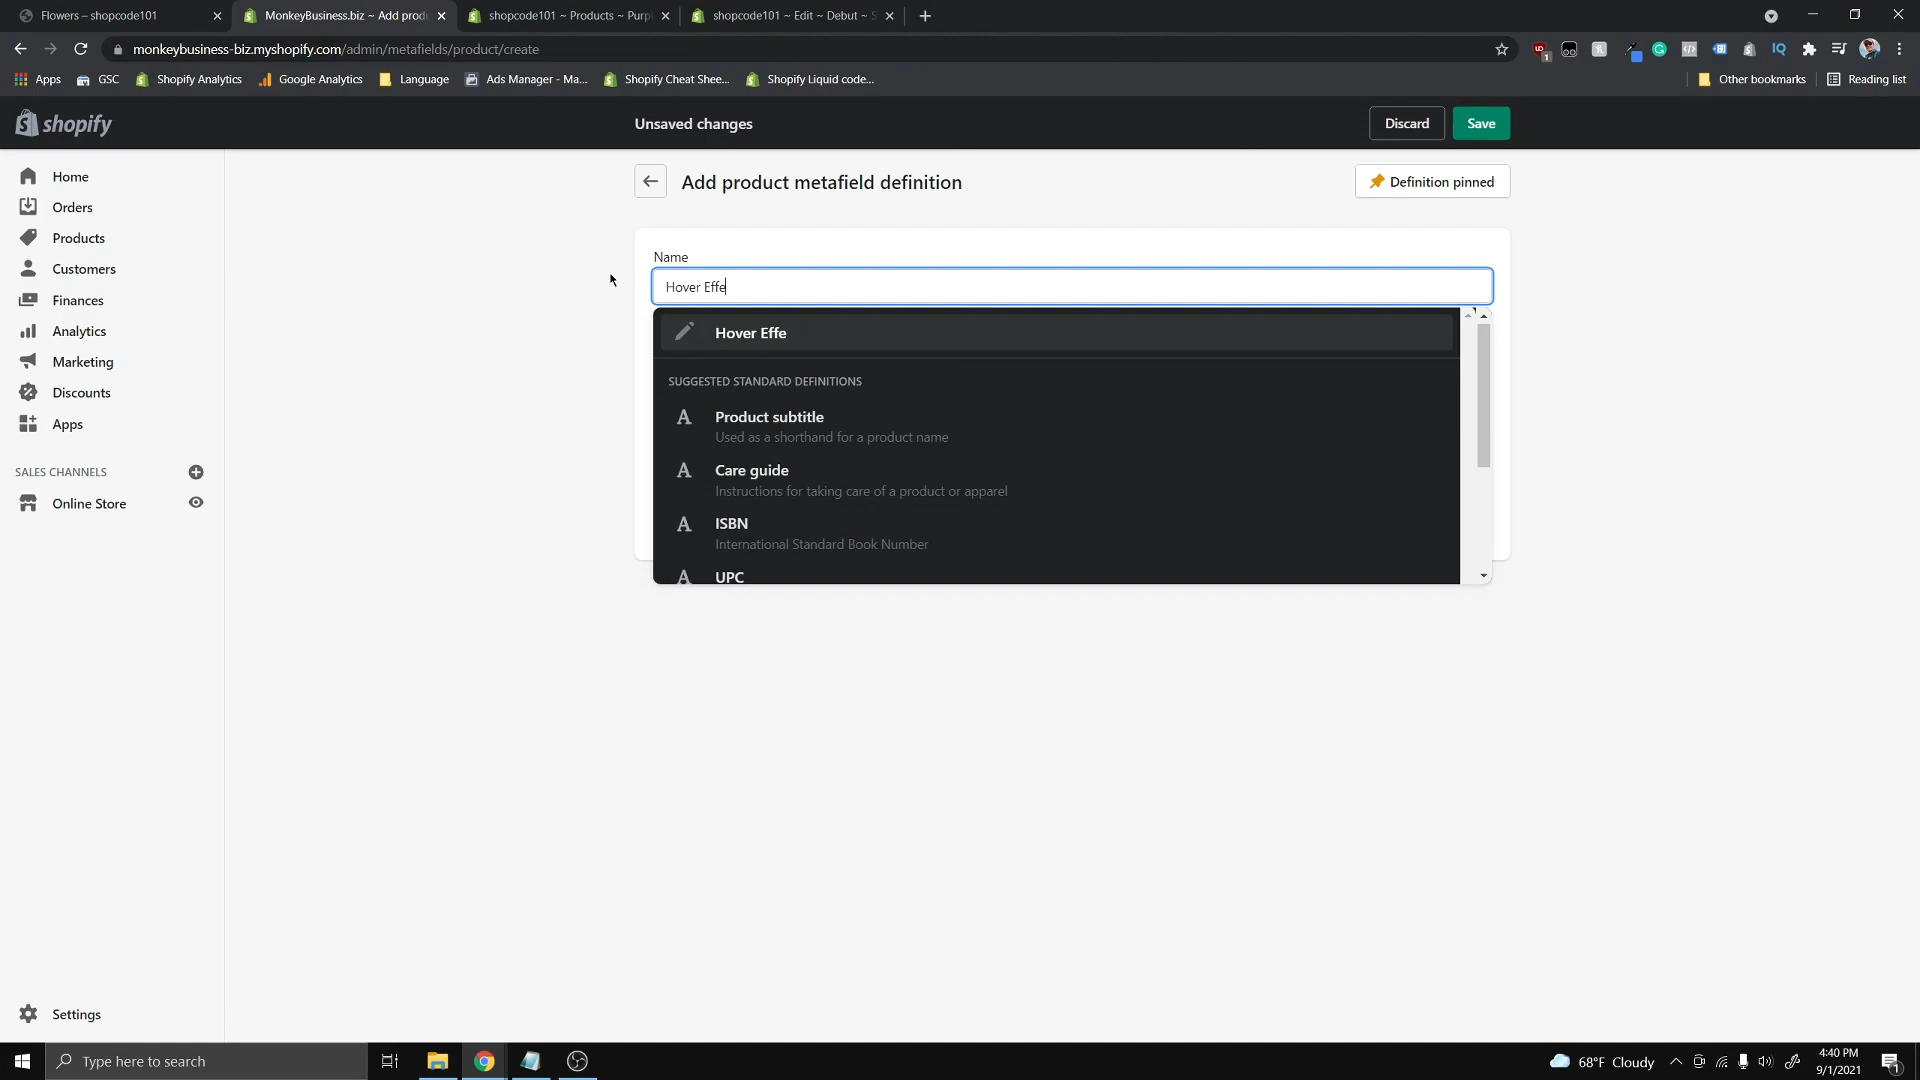 Flowers – shopcode101
MonkeyBusiness.biz ~ Add produ
shopcode101 ~ Products ~ Purpl
shopcode101 ~ Edit ~ Debut ~ S
monkeybusiness-biz.myshopify.com/admin/metafields/product/create
Apps
GSC
Shopify Analytics
Google Analytics
Language
Ads Manager - Ma...
Shopify Cheat Shee...
Shopify Liquid code...
Other bookmarks
Reading list
shopify
Unsaved changes
Discard
Save
Home
Orders
Products
Customers
Finances
Analytics
Marketing
Discounts
Apps
SALES CHANNELS
Online Store
Settings
Add product metafield definition
Definition pinned
Name
Hover Effe
Hover Effe
SUGGESTED STANDARD DEFINITIONS
Product subtitle
Used as a shorthand for a product name
Care guide
Instructions for taking care of a product or apparel
ISBN
International Standard Book Number
UPC
Type here to search
68°F Cloudy
4:40 PM
9/1/2021